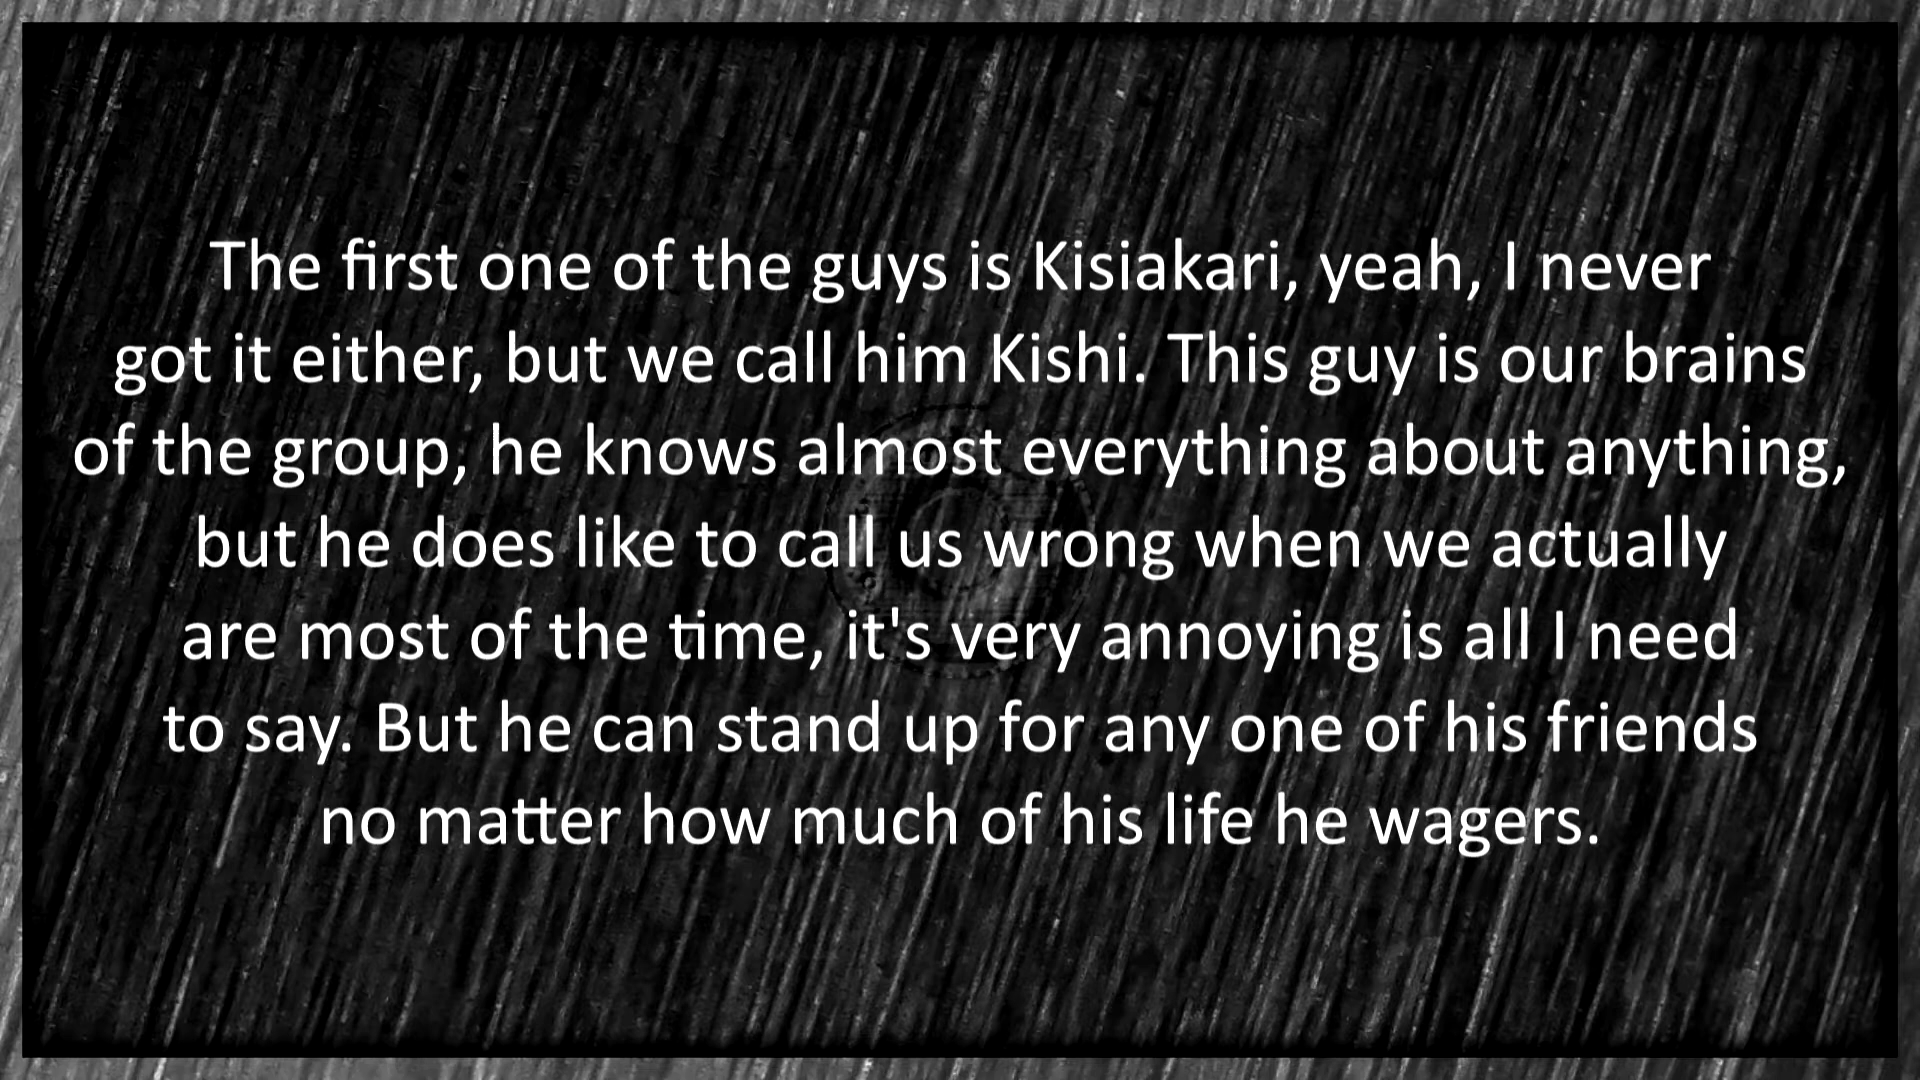 The first one of the guys is Kisiakari, yeah, I never
got it either, but we call him Kishi. This guy is our brains
of the group, he knows almost everything about anything,
but he does like to call us wrong when we actually
are most of the time, it's very annoying is all I need
to say. But he can stand up for any one of his friends
no matter how much of his life he wagers.